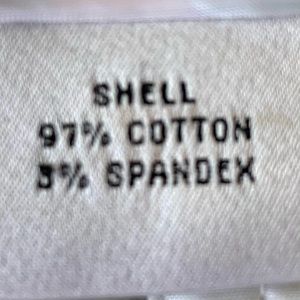 SHELL
97% COTTON
3% SPANDEX